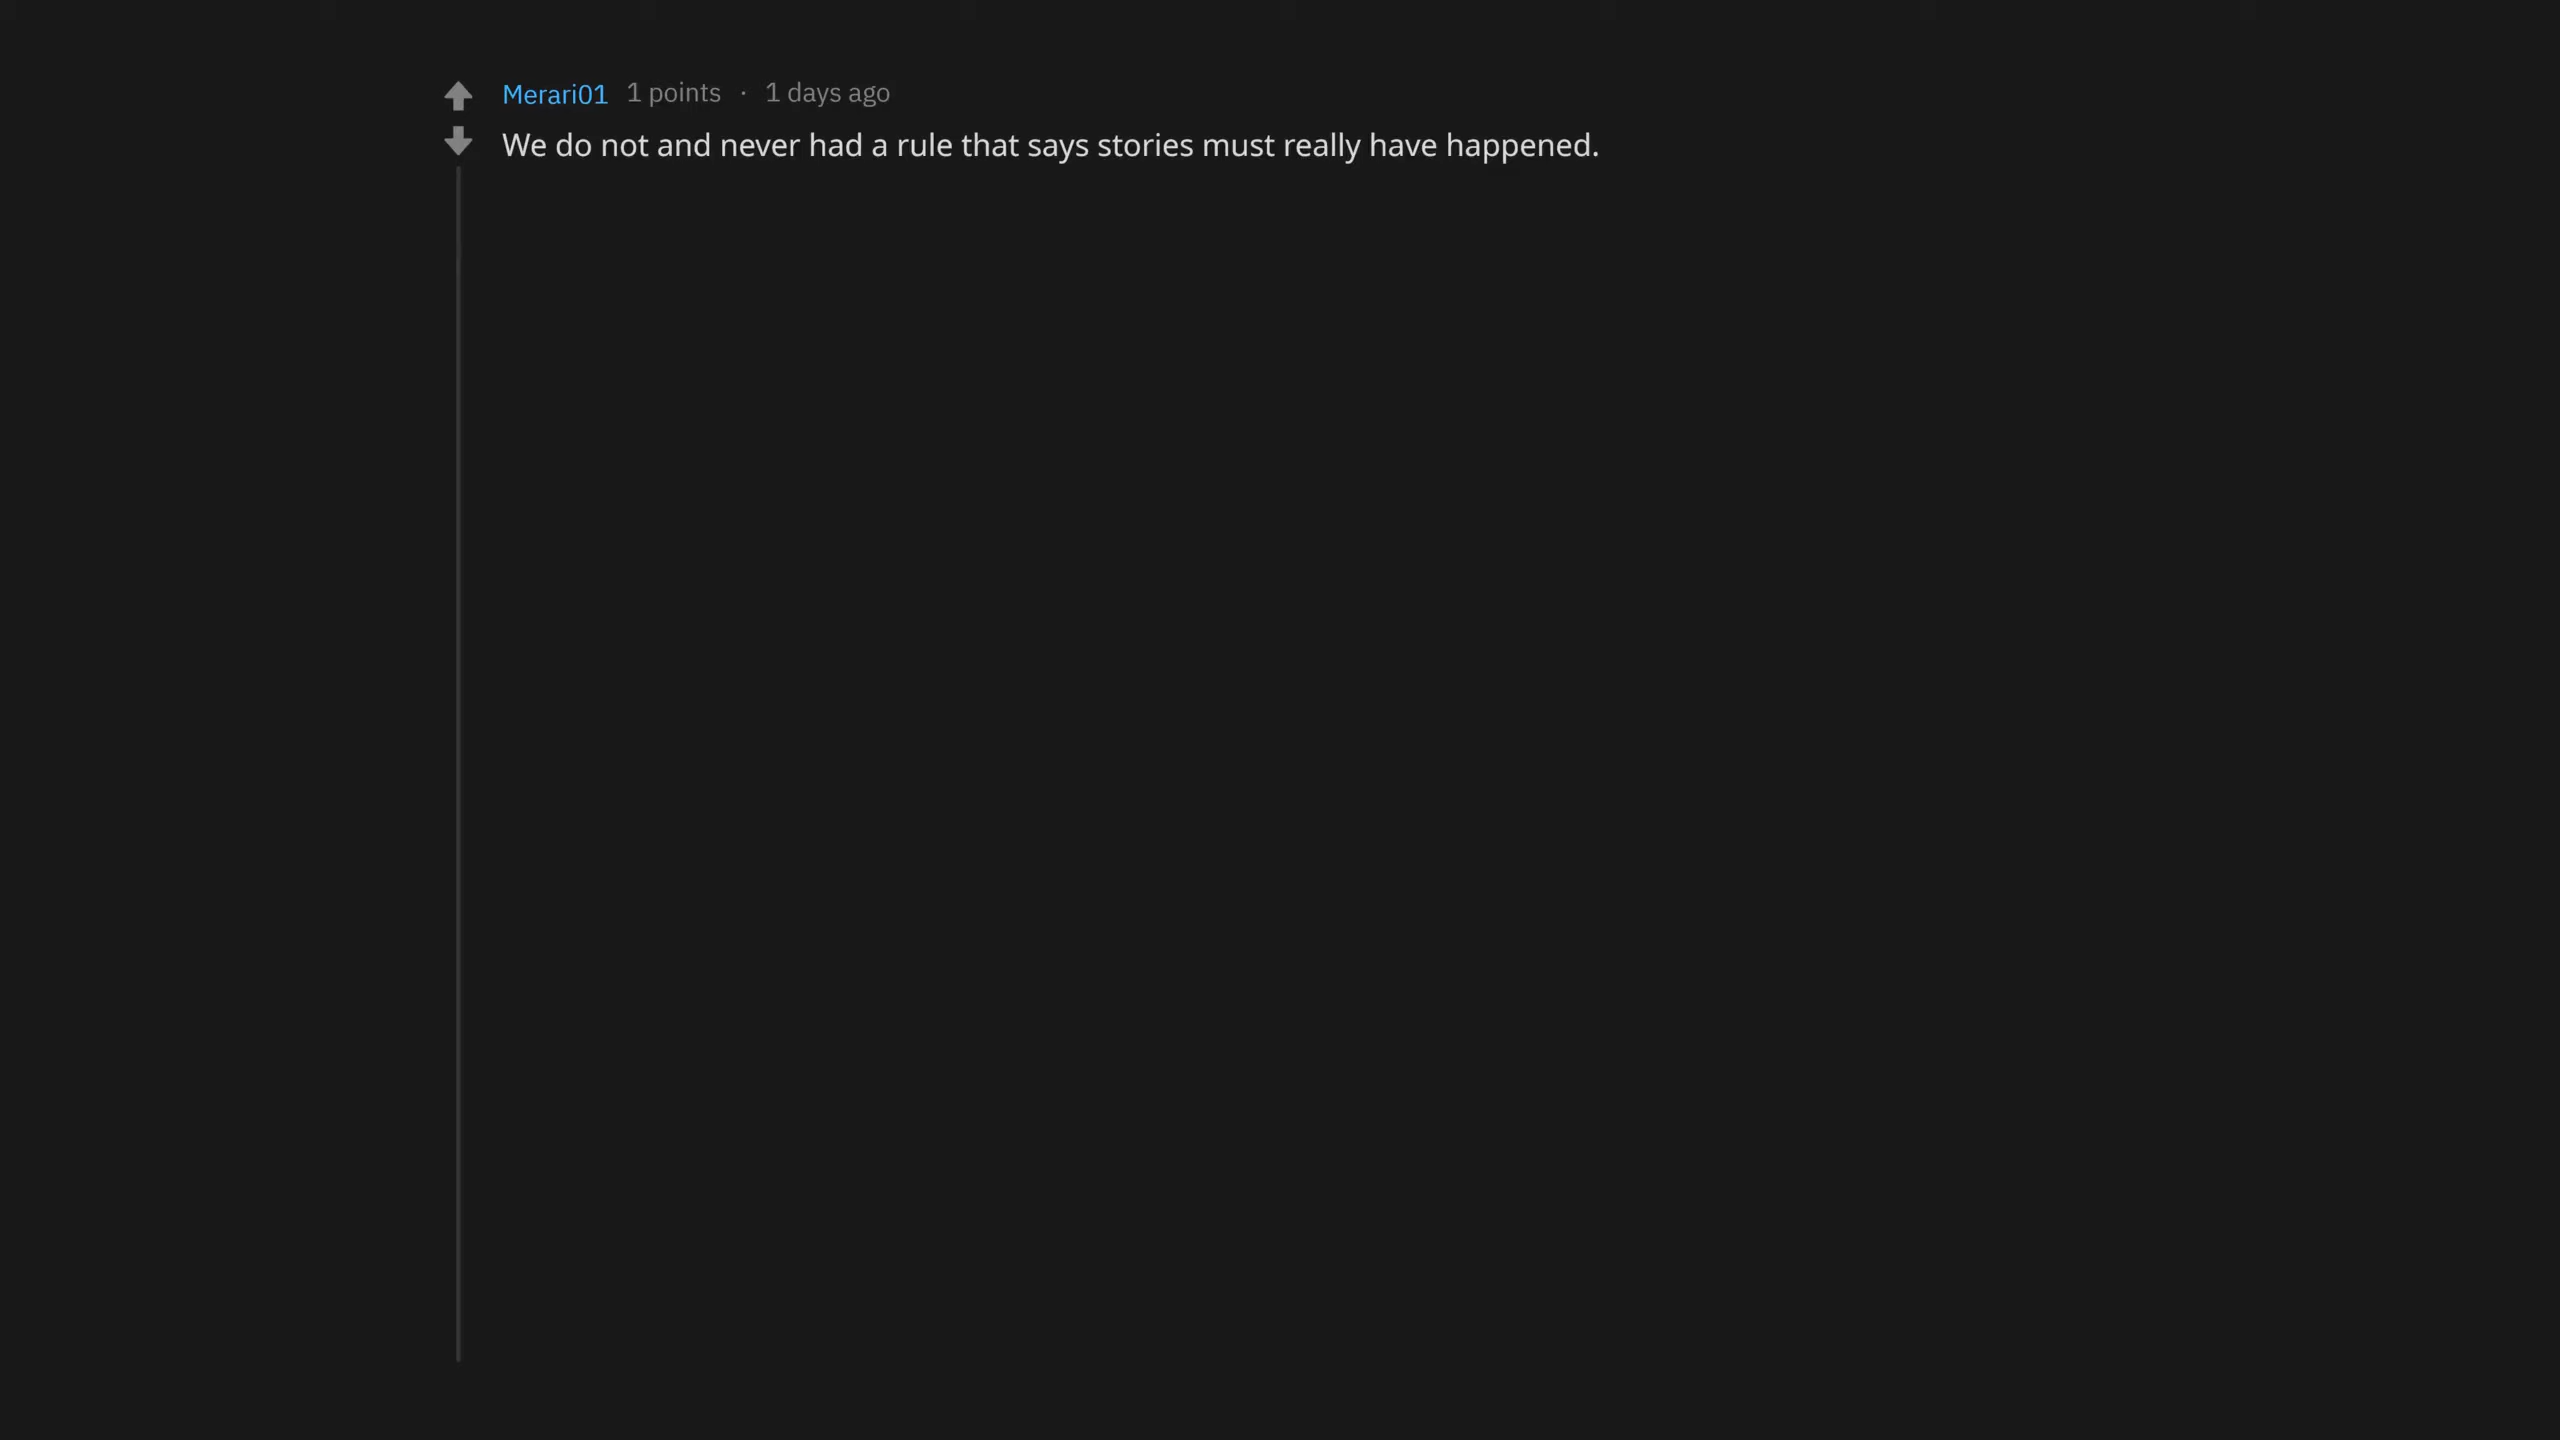 Merari01 1 points · 1 days ago
We do not and never had a rule that says stories must really have happened.